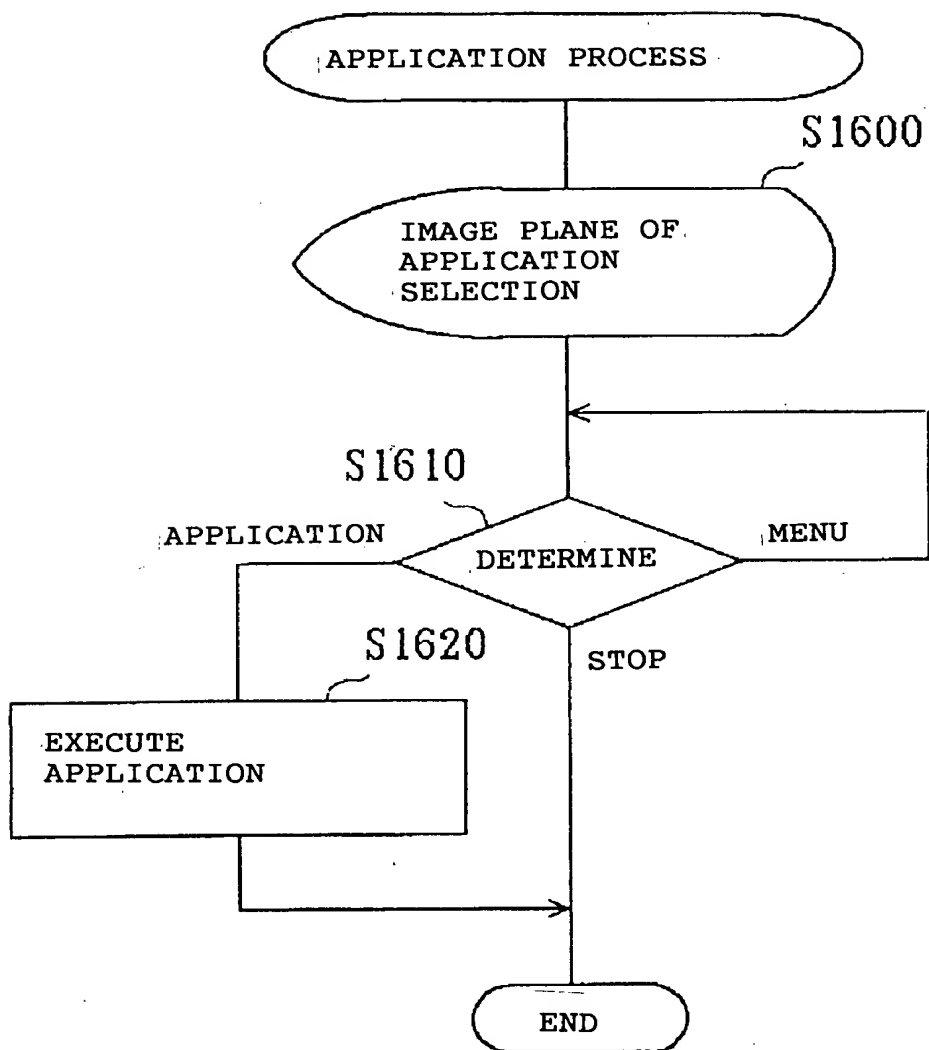 APPLICATION PROCESS
S1600
IMAGE PLANE OF
APPLICATION
SELECTION
S1610
APPLICATION
DETERMINE
MENU
S1620
STOP
EXECUTE
APPLICATION
END